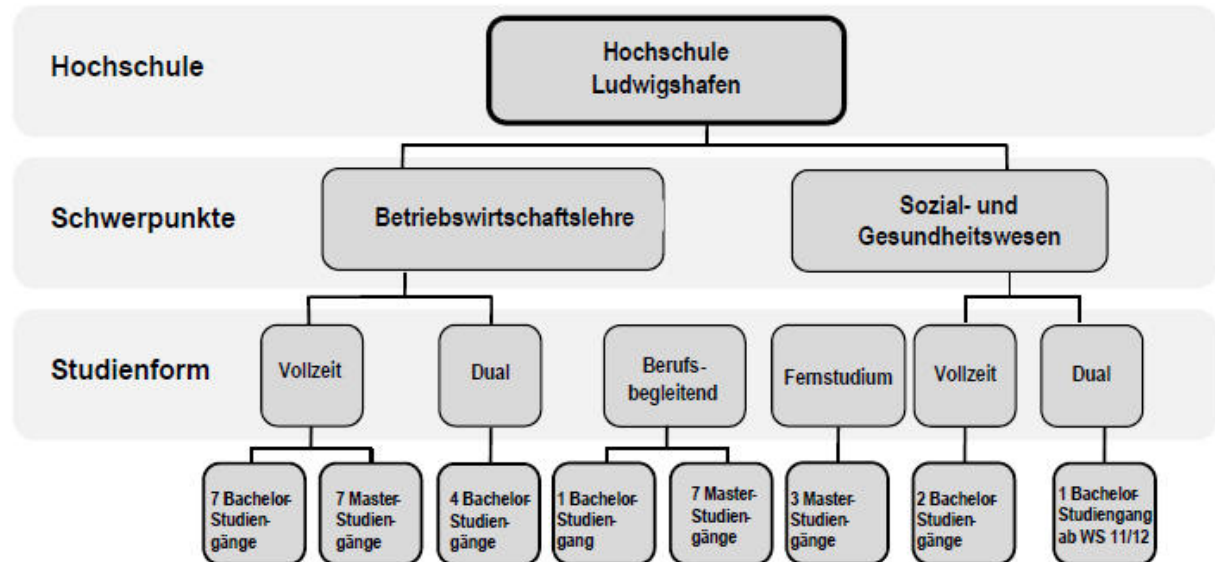 Hochschule
Hochschule
Ludwigshafen
Schwerpunkte
Betriebswirtschaftslehre
Sozial- und
Gesundheitswesen
Studienform
Vollzeit
Dual
Berufs-
begleitend
Fernstudium
Vollzeit
Dual
7 Bachelor-
Studien-
gänge
7 Master-
Studien-
gänge
4 Bachelor-
Studien-
gänge
1 Bachelor-
Studien-
gang
7 Master-
Studien-
gänge
3 Master-
Studien-
gänge
2 Bachelor-
Studien-
gänge
1 Bachelor-
Studiengang
ab WS 11/12